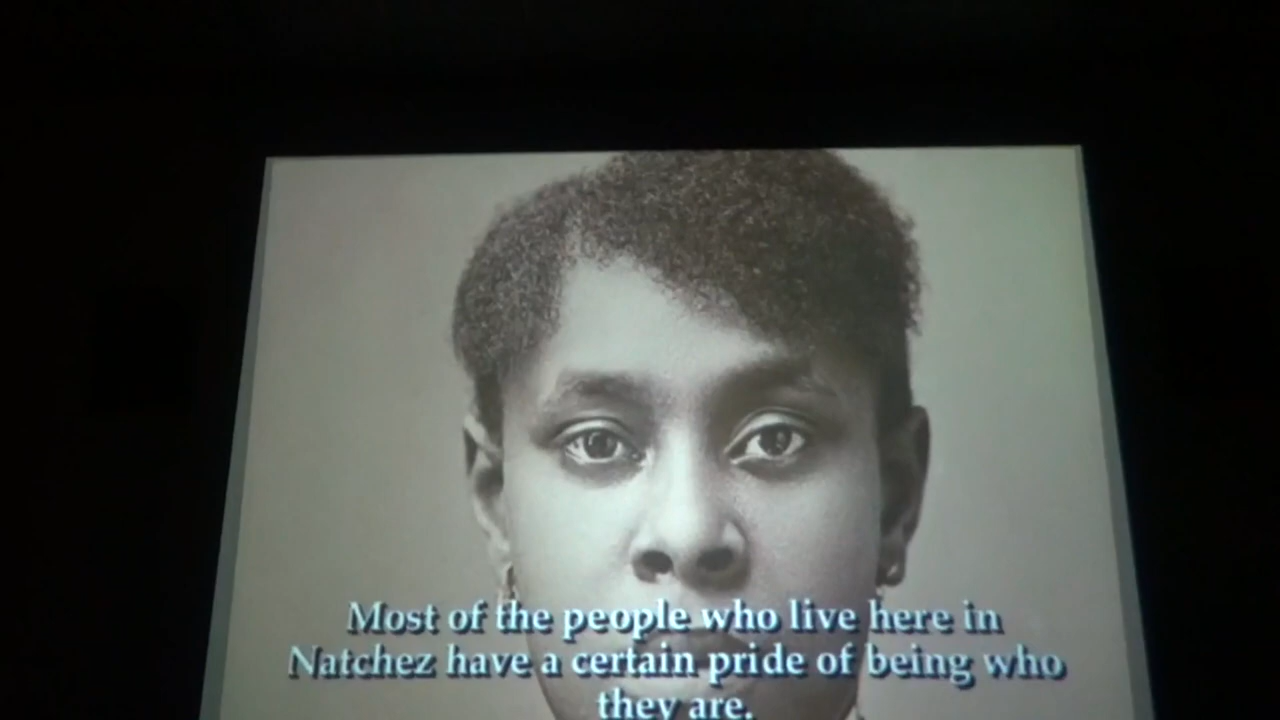 Most of the people who live here in
Natchez have a certain pride of being who
they are.